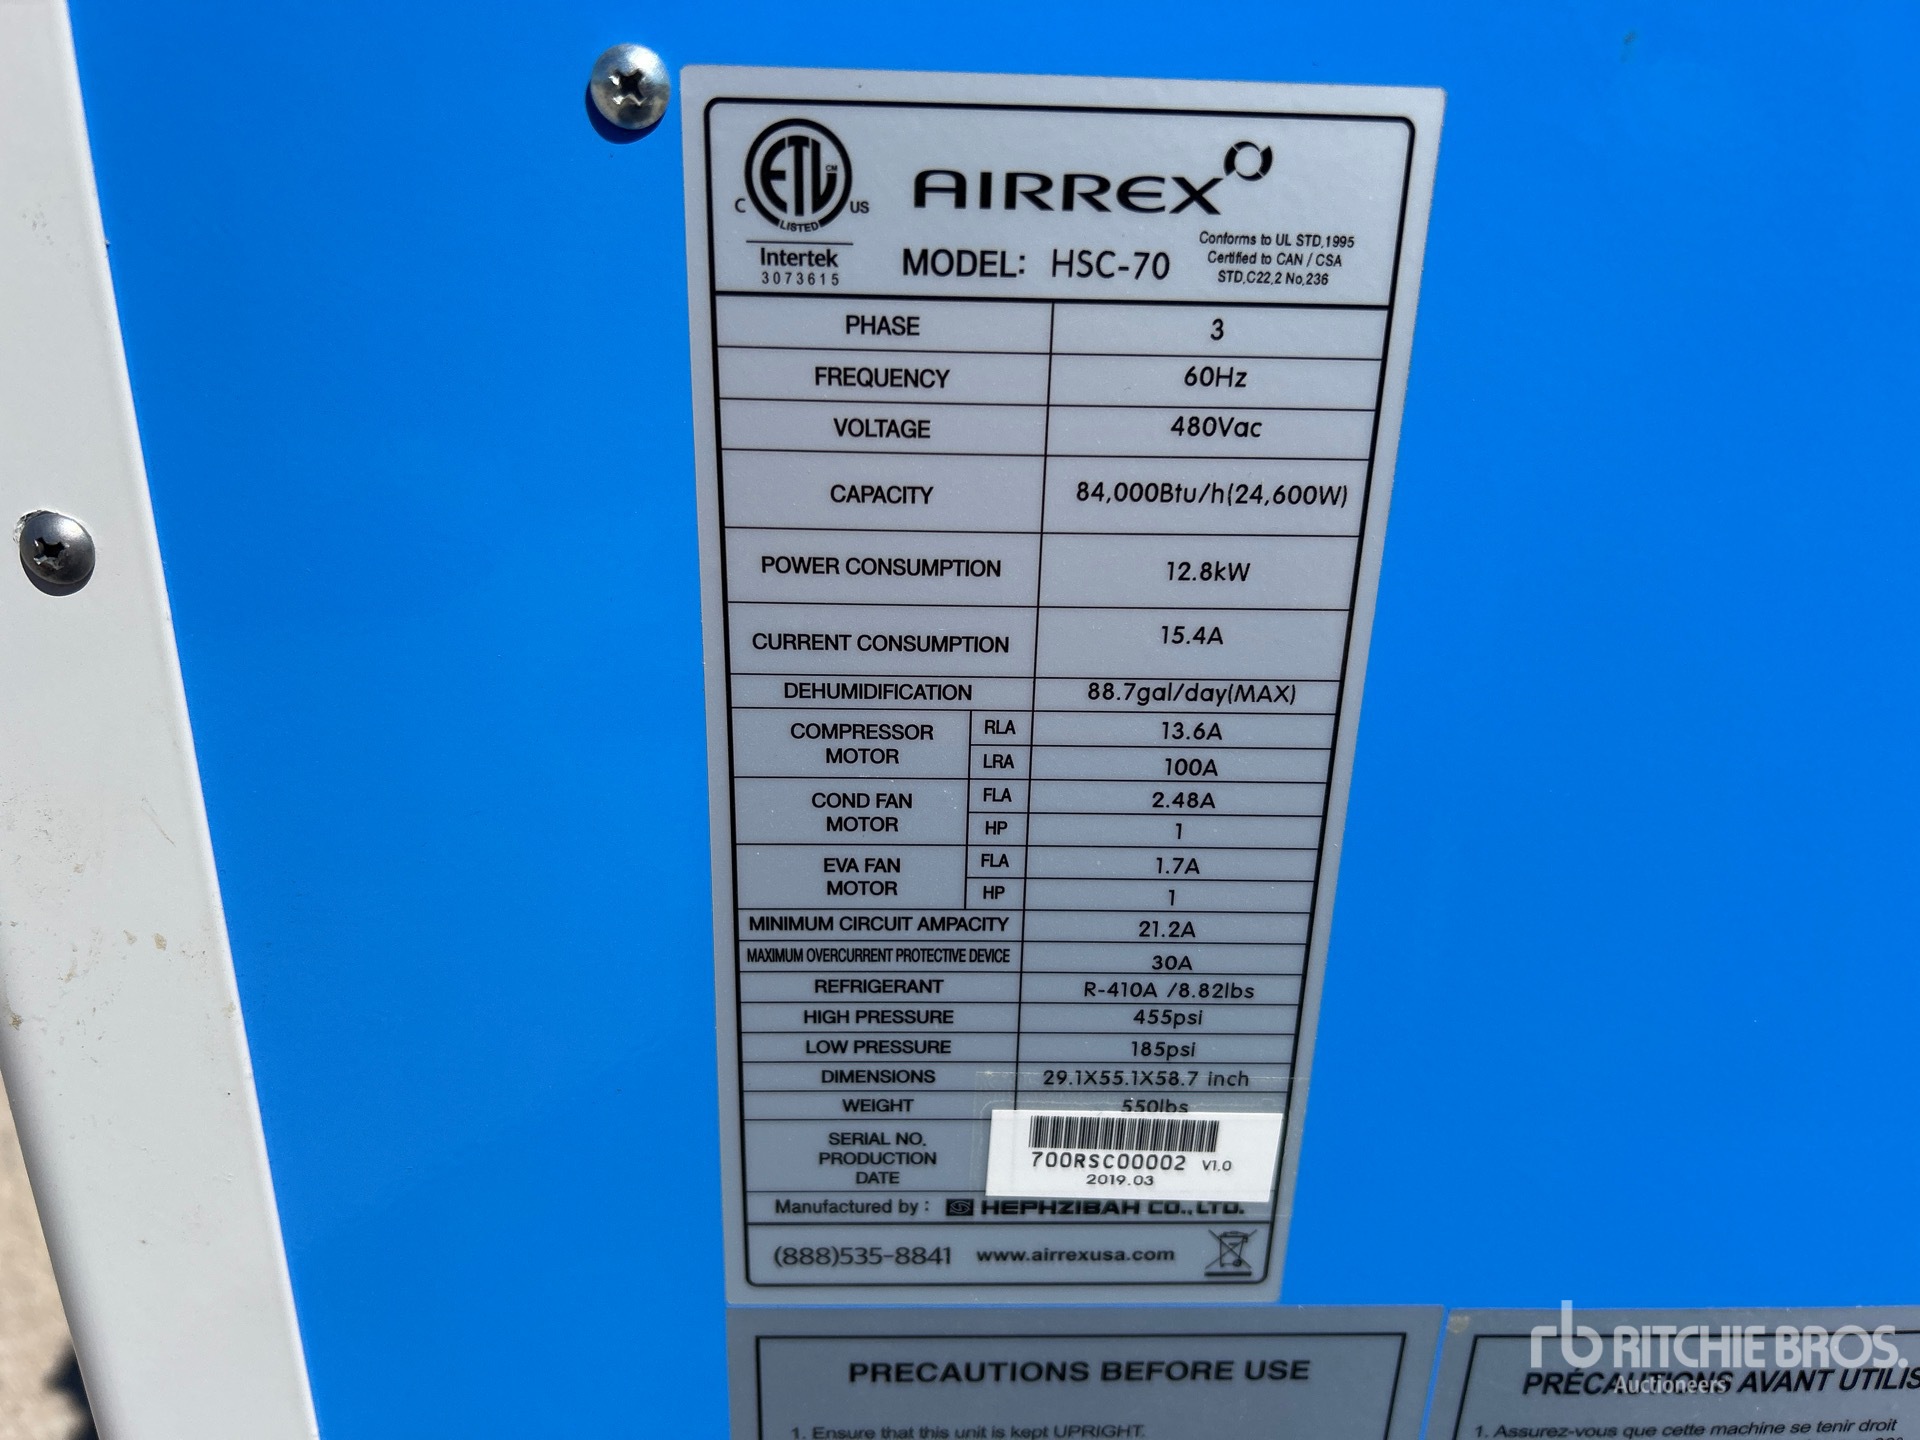 ETL CM
C US
LISTED
Intertek
3073615
AIRREX
MODEL: HSC-70
Conforms to UL STD.1995
Certified to CAN / CSA
STD.C22.2 No.236
PHASE 3
FREQUENCY 60Hz
VOLTAGE 480Vac
CAPACITY 84,000Btu/h(24,600W)
POWER CONSUMPTION 12.8kW
CURRENT CONSUMPTION 15.4A
DEHUMIDIFICATION 88.7gal/day(MAX)
COMPRESSOR MOTOR RLA 13.6A
LRA 100A
COND FAN MOTOR FLA 2.48A
HP 1
EVA FAN MOTOR FLA 1.7A
HP 1
MINIMUM CIRCUIT AMPACITY 21.2A
MAXIMUM OVERCURRENT PROTECTIVE DEVICE 30A
REFRIGERANT R-410A /8.82lbs
HIGH PRESSURE 455psi
LOW PRESSURE 185psi
DIMENSIONS 29.1X55.1X58.7 inch
WEIGHT 550lbs
SERIAL NO.
PRODUCTION
DATE
700RSC00002 V1.0
2019.03
Manufactured by : HEPHZIBAH CO.,LTD.
(888)535-8841 www.airrexusa.com
PRECAUTIONS BEFORE USE
1. Ensure that this unit is kept UPRIGHT.
PRÉCAUTIONS AVANT UTILIS
1. Assurez-vous que cette machine se tenir droit
rb RITCHIE BROS.
Auctioneers